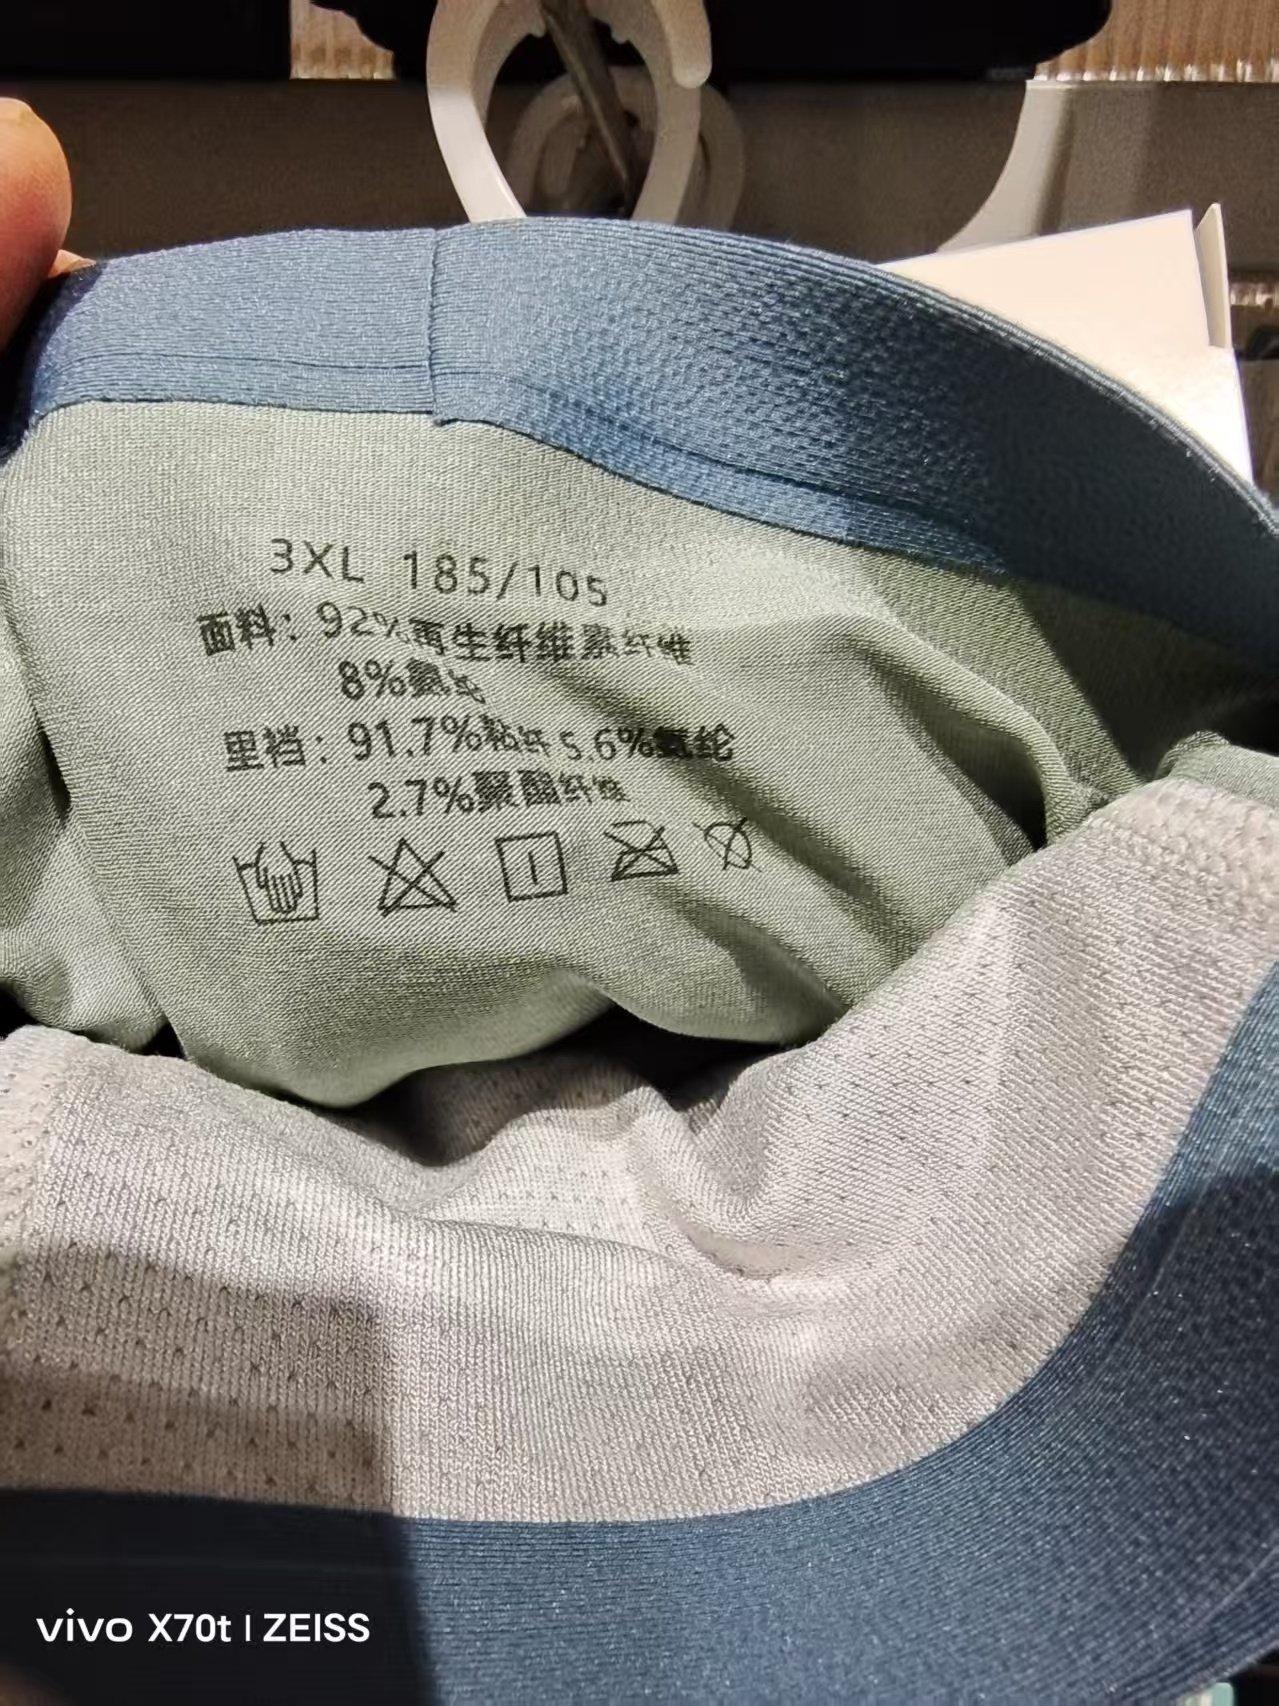 3XL 185/105
面料：92%再生纤维素纤维
8%氨纶
里裆：91.7%粘纤 5.6%氨纶
2.7%聚酯纤维
vivo X70t | ZEISS